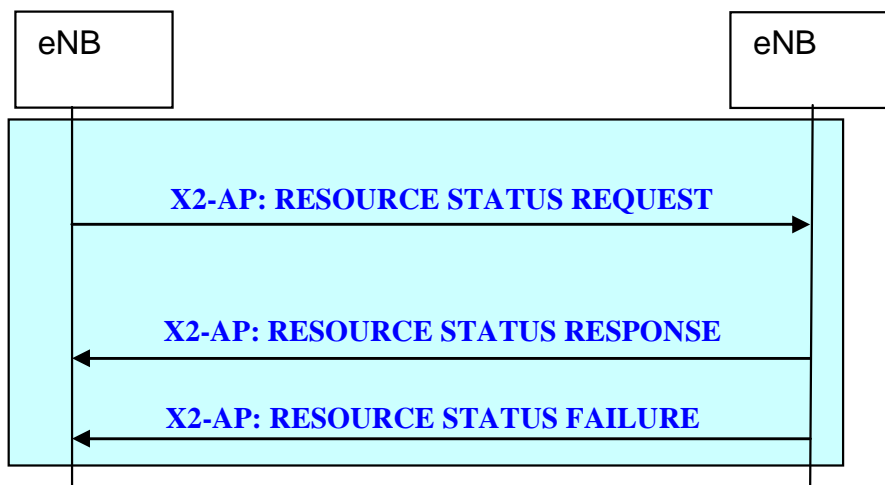 eNB
eNB
X2-AP: RESOURCE STATUS REQUEST
X2-AP: RESOURCE STATUS RESPONSE
X2-AP: RESOURCE STATUS FAILURE